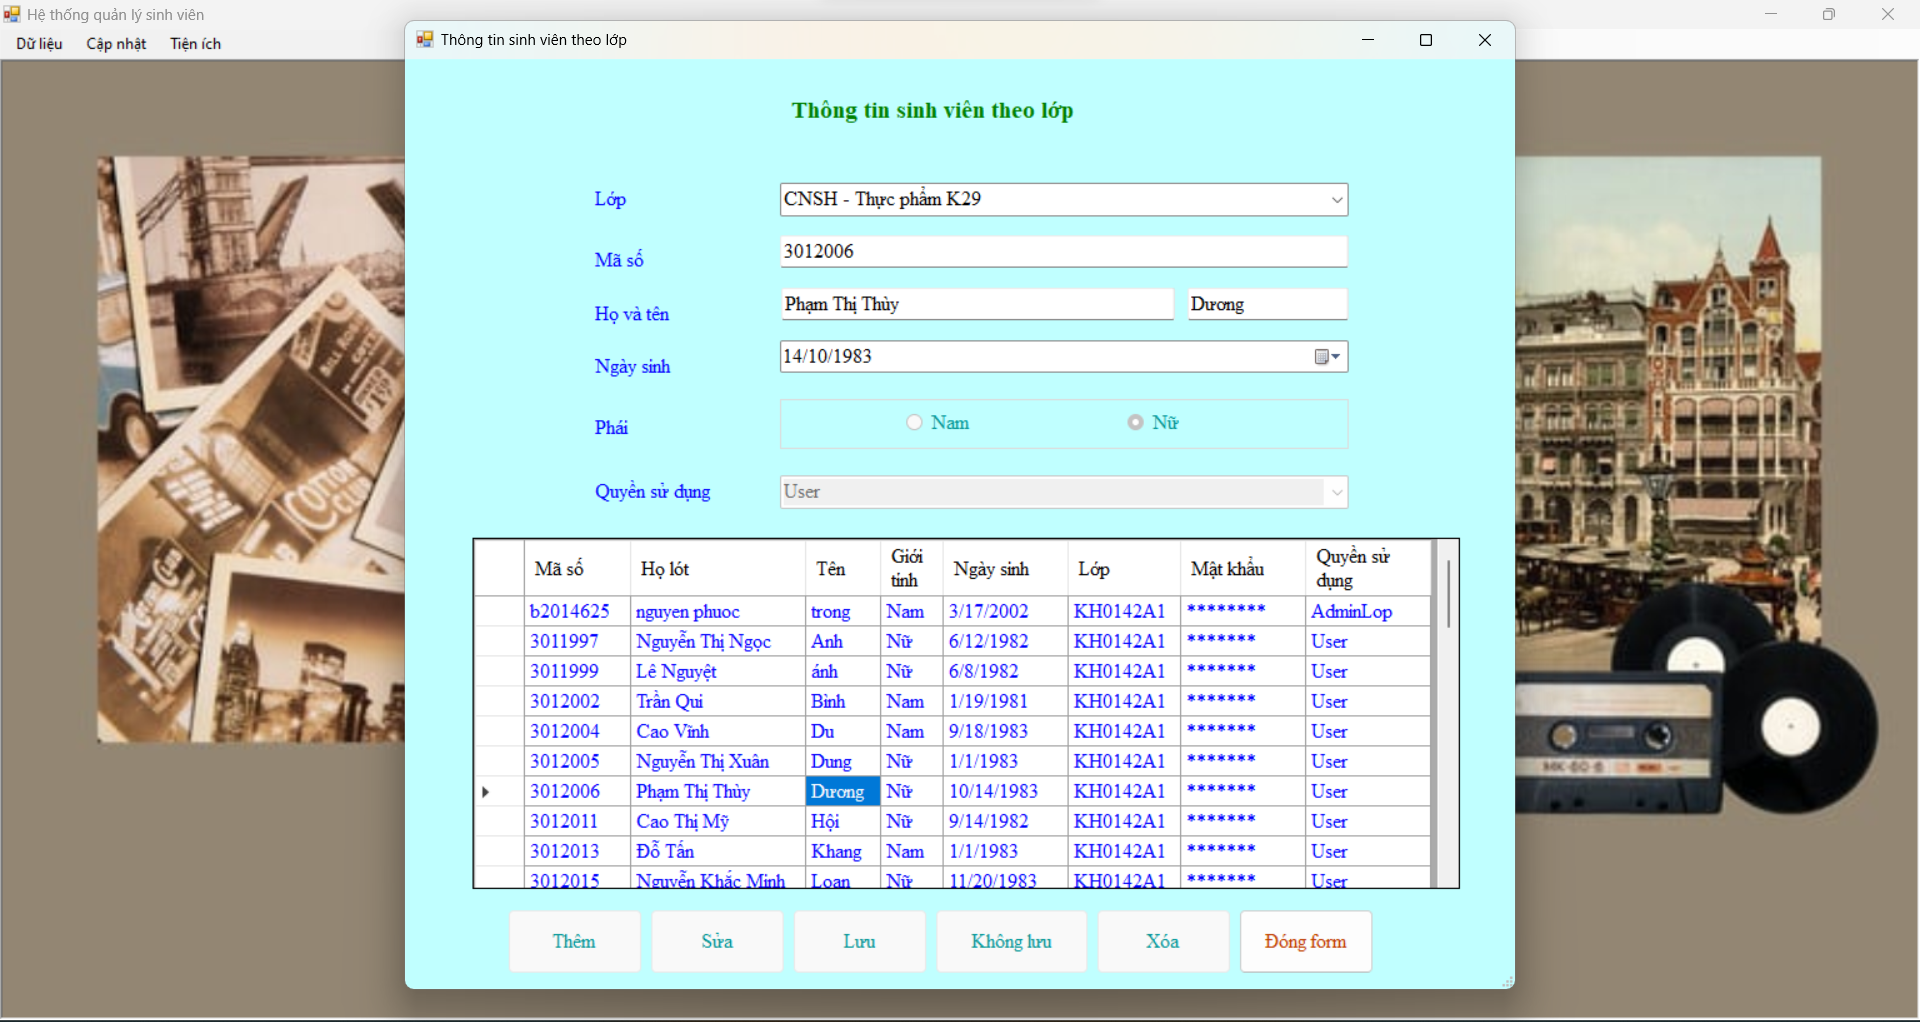 Hệ thống quản lý sinh viên
Dữ liệu Cập nhật Tiện ích
Thông tin sinh viên theo lớp
Thông tin sinh viên theo lớp
Lớp CNSH - Thực phẩm K29
Mã số 3012006
Họ và tên Phạm Thị Thùy Dương
Ngày sinh 14/10/1983
Phái Nam Nữ
Quyền sử dụng User
Mã số Họ lót Tên Giới tính Ngày sinh Lớp Mật khẩu Quyền sử dụng
b2014625 nguyen phuoc trong Nam 3/17/2002 KH0142A1 ******** AdminLop
3011997 Nguyễn Thị Ngọc Anh Nữ 6/12/1982 KH0142A1 ******* User
3011999 Lê Nguyệt ánh Nữ 6/8/1982 KH0142A1 ******* User
3012002 Trần Qui Bình Nam 1/19/1981 KH0142A1 ******* User
3012004 Cao Vĩnh Du Nam 9/18/1983 KH0142A1 ******* User
3012005 Nguyễn Thị Xuân Dung Nữ 1/1/1983 KH0142A1 ******* User
3012006 Phạm Thị Thùy Dương Nữ 10/14/1983 KH0142A1 ******* User
3012011 Cao Thị Mỹ Hội Nữ 9/14/1982 KH0142A1 ******* User
3012013 Đỗ Tấn Khang Nam 1/1/1983 KH0142A1 ******* User
3012015 Nguyễn Khắc Minh Loan Nữ 11/20/1983 KH0142A1 ******* User
Thêm Sửa Lưu Không lưu Xóa Đóng form
COTTON
CLUB